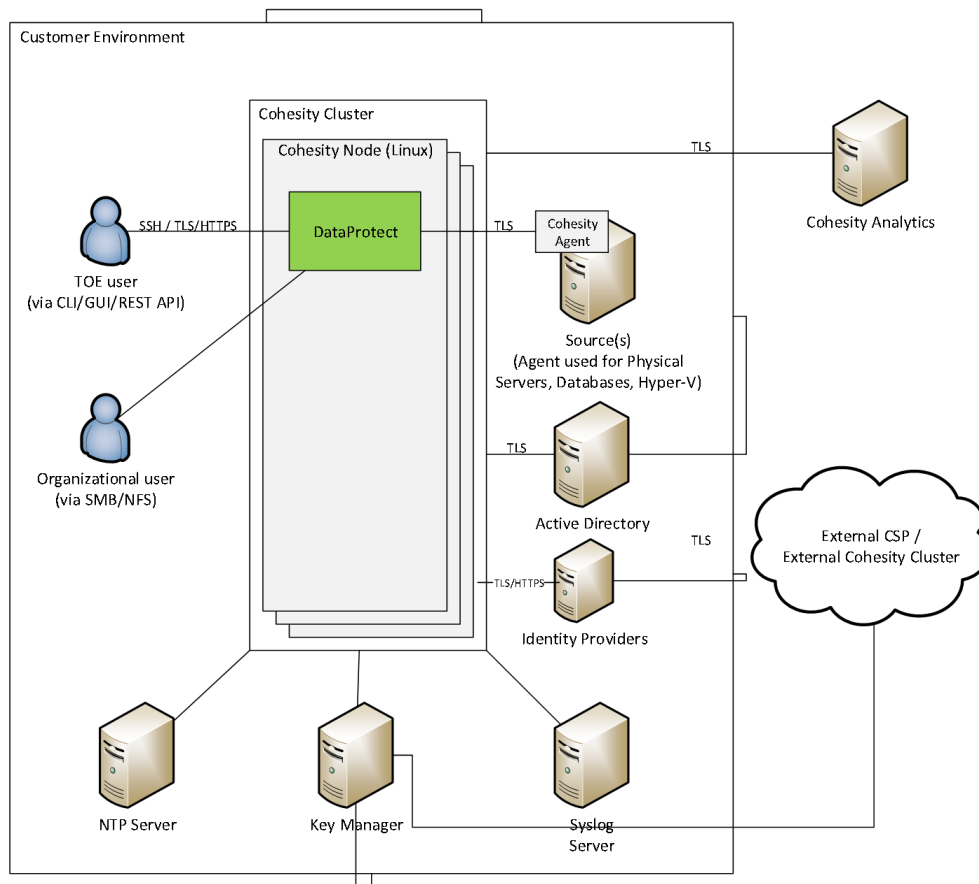 Customer Environment
Cohesity Cluster
Cohesity Node (Linux)
TLS
Cohesity Analytics
SSH / TLS/HTTPS
DataProtect
TLS
Cohesity
Agent
TOE user
(via CLI/GUI/REST API)
Source(s)
(Agent used for Physical
Servers, Databases, Hyper-V)
Organizational user
(via SMB/NFS)
TLS
Active Directory
TLS
External CSP /
External Cohesity Cluster
TLS/HTTPS
Identity Providers
NTP Server
Key Manager
Syslog
Server